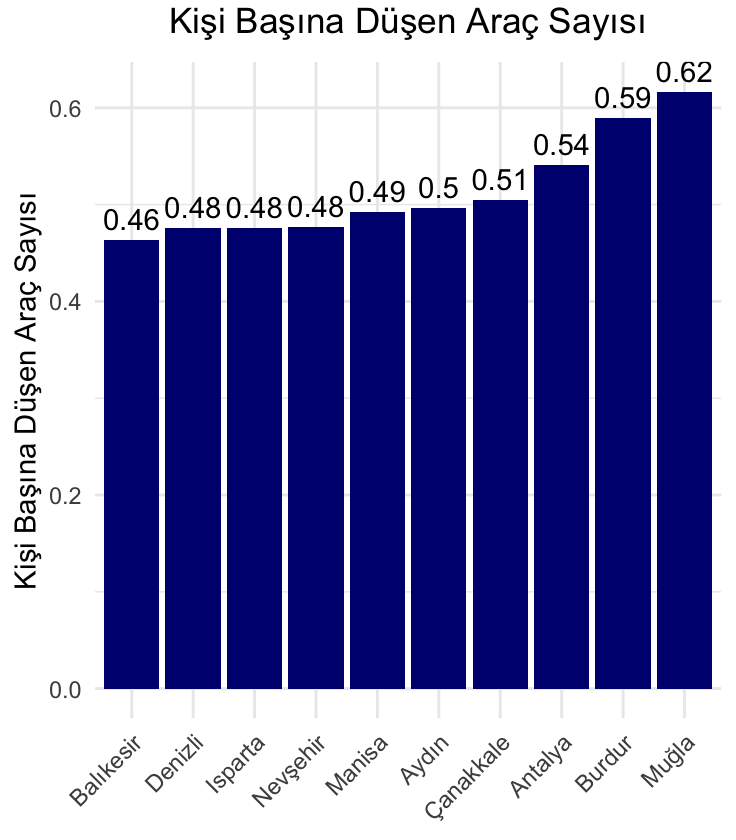 Kişi Başına Düşen Araç Sayısı
Kişi Başına Düşen Araç Sayısı
0.6
0.4
0.2
0.0
0.46
0.48
0.48
0.48
0.49
0.5
0.51
0.54
0.59
0.62
Balıkesir
Denizli
Isparta
Nevşehir
Manisa
Aydın
Çanakkale
Antalya
Burdur
Muğla